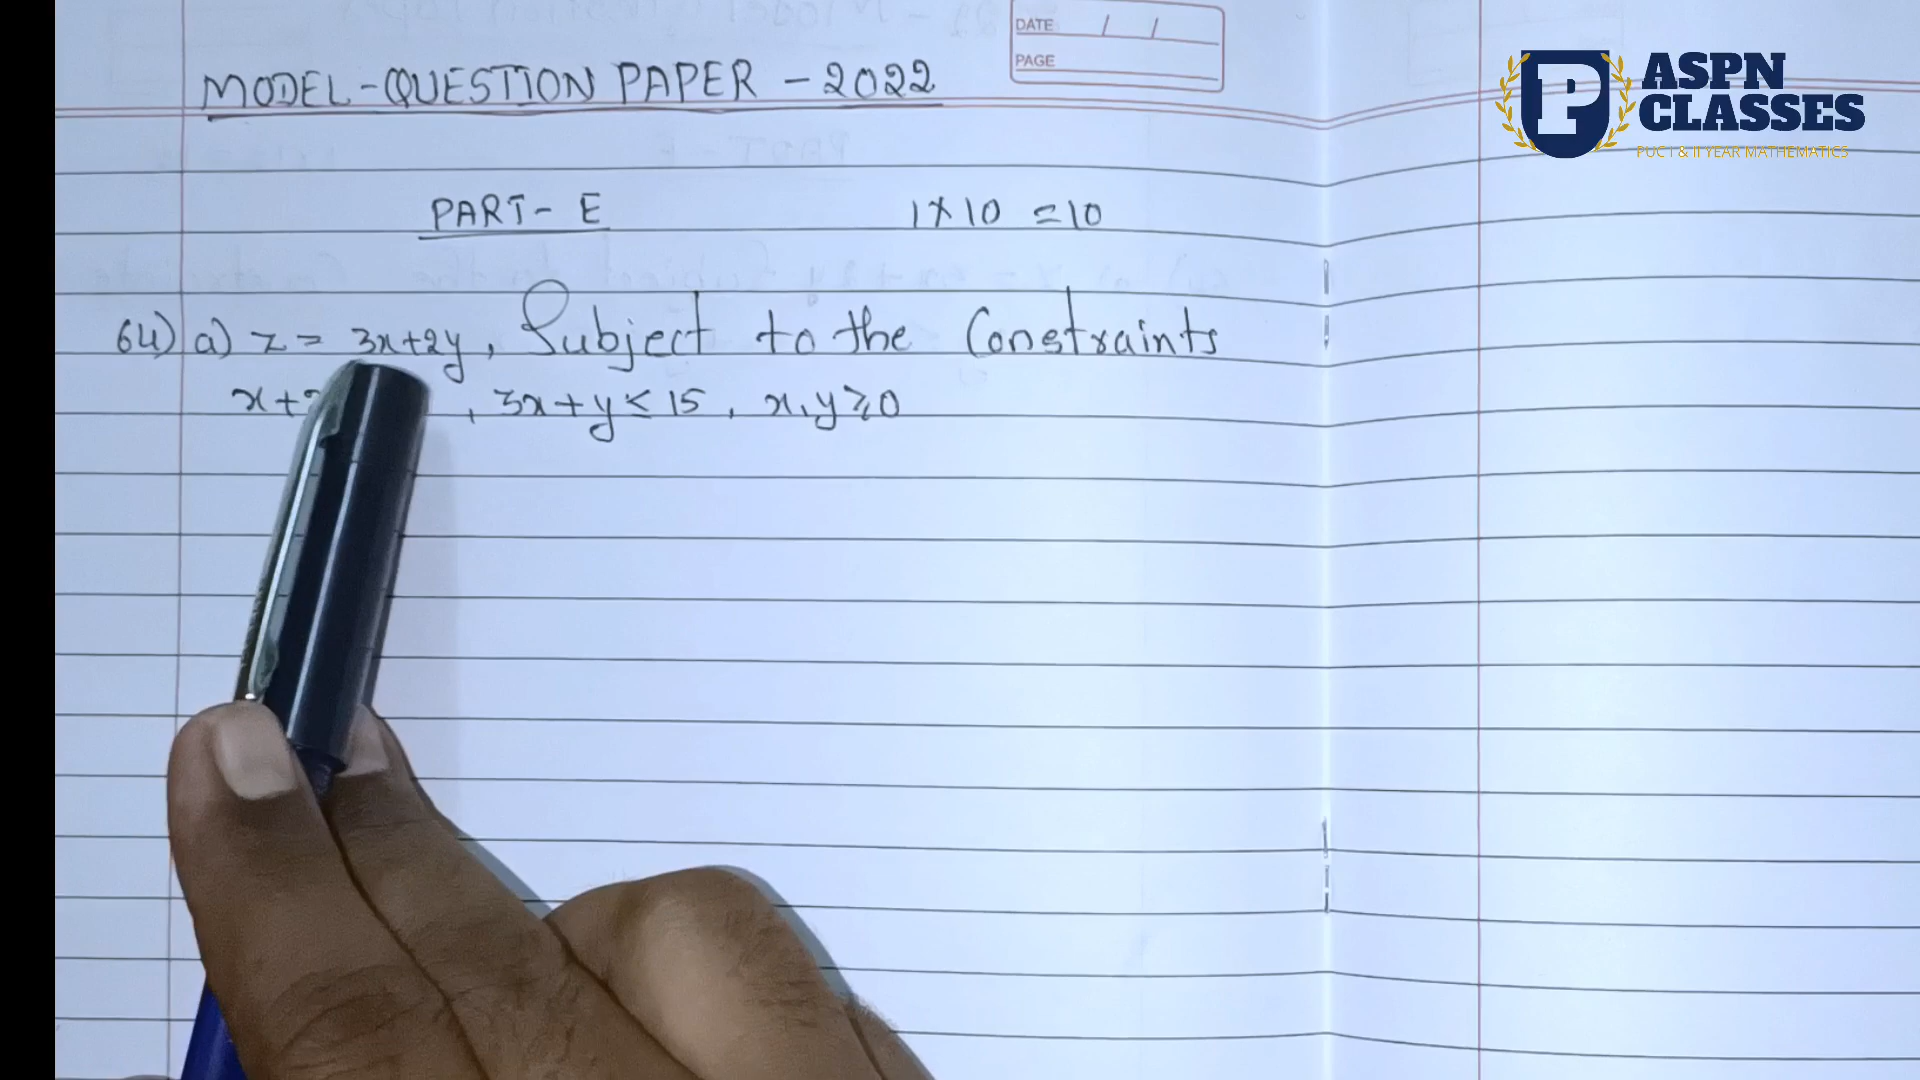 DATE / /
PAGE
MODEL-QUESTION PAPER - 2022
ASPN
CLASSES
PUC I & II YEAR MATHEMATICS
PART- E 1×10 =10
64) a) z = 3x+2y, Subject to the Constraints
x+ , 3x+y< 15, x,y⩾0